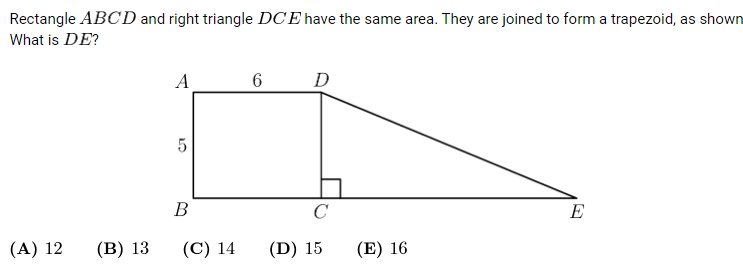 Rectangle ABCD and right triangle DCE have the same area. They are joined to form a trapezoid, as shown
What is DE?
A 6 D
5
B C E
(A) 12 (B) 13 (C) 14 (D) 15 (E) 16